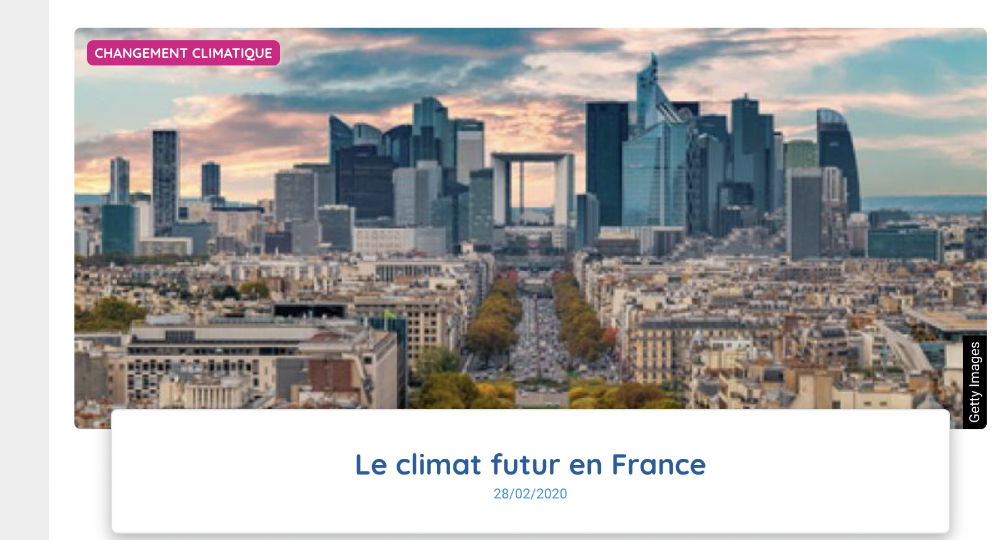 CHANGEMENT CLIMATIQUE
Getty Images
Le climat futur en France
28/02/2020